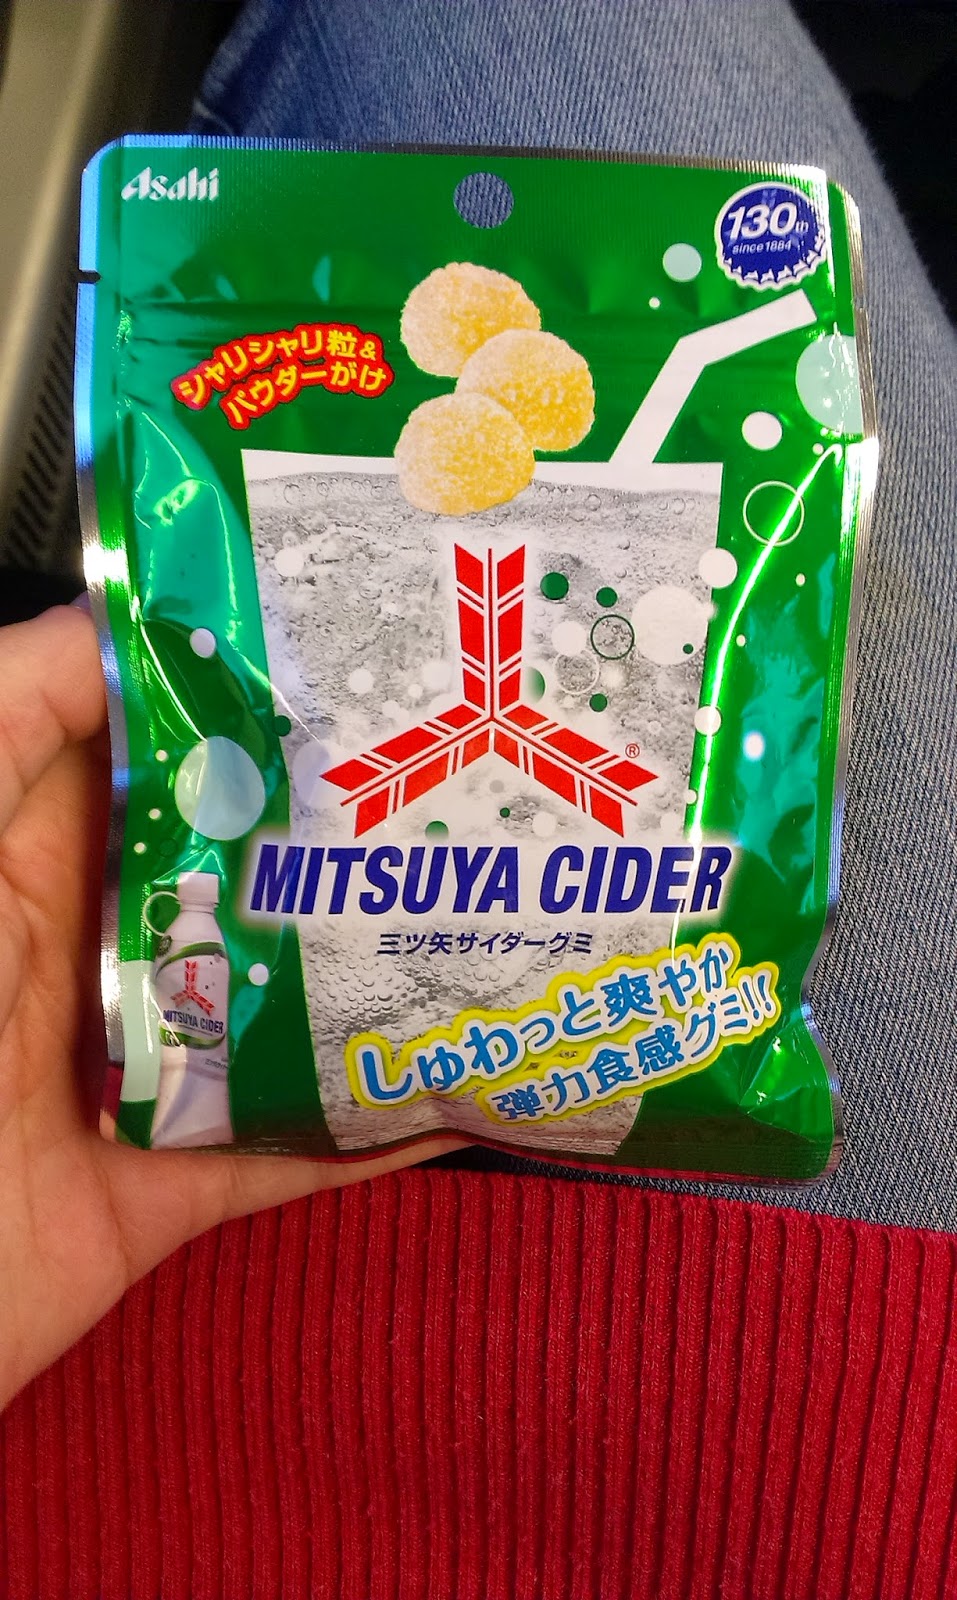 Asahi
130th
since 1884
シャリシャリ粒&
パウダーがけ
®
MITSUYA CIDER
三ツ矢サイダーグミ
MITSUYA CIDER
しゅわっと爽やか
弾力食感グミ!!